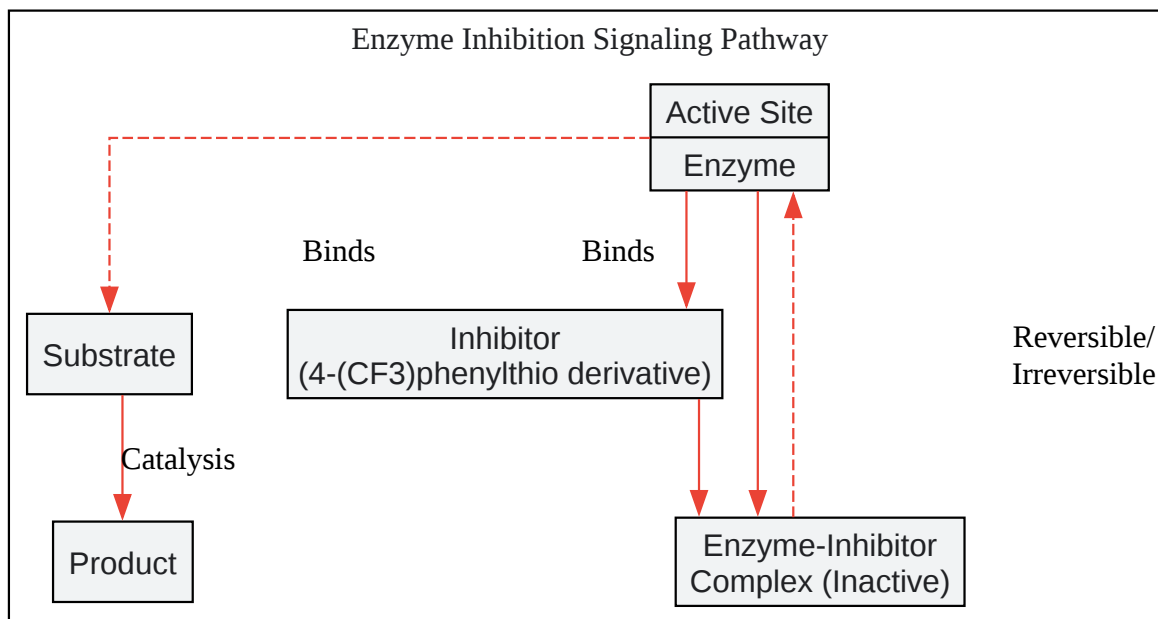 Enzyme Inhibition Signaling Pathway
Active Site
Enzyme
Binds
Binds
Substrate
Inhibitor
(4-(CF3)phenylthio derivative)
Reversible/
Irreversible
Catalysis
Product
Enzyme-Inhibitor
Complex (Inactive)